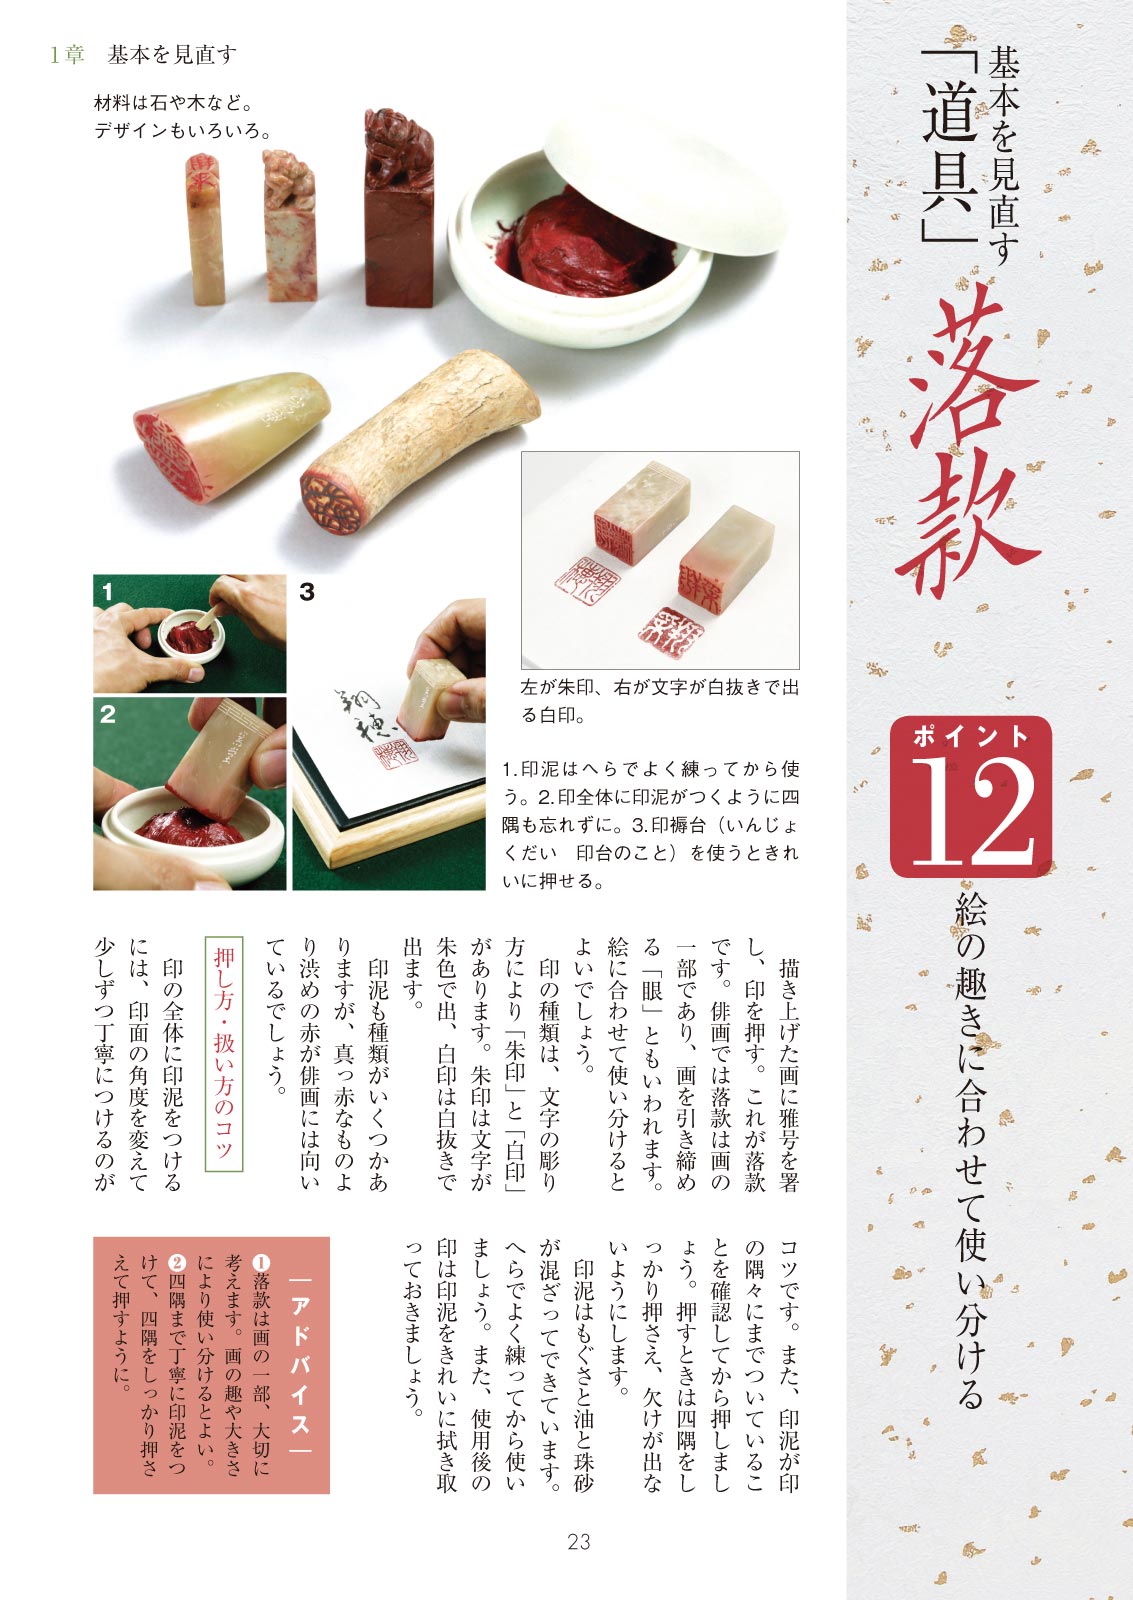 1章　基本を見直す
基本を見直す
「道具」
落款
ポイント
12
絵の趣きに合わせて使い分ける
材料は石や木など。
デザインもいろいろ。
左が朱印、右が文字が白抜きで出
る白印。
1
2
3
1.印泥はへらでよく練ってから使
う。2.印全体に印泥がつくように四
隅も忘れずに。3.印褥台（いんじょ
くだい　印台のこと）を使うときれ
いに押せる。
描き上げた画に雅号を署
し、印を押す。これが落款
です。俳画では落款は画の
一部であり、画を引き締め
る「眼」ともいわれます。
絵に合わせて使い分けると
よいでしょう。
印の種類は、文字の彫り
方により「朱印」と「白印」
があります。朱印は文字が
朱色で出、白印は白抜きで
出ます。
印泥も種類がいくつかあ
りますが、真っ赤なものよ
り渋めの赤が俳画には向い
ているでしょう。
押し方・扱い方のコツ
印の全体に印泥をつける
には、印面の角度を変えて
少しずつ丁寧につけるのが
コツです。また、印泥が印
の隅々にまでついているこ
とを確認してから押しまし
ょう。押すときは四隅をし
っかり押さえ、欠けが出な
いようにします。
印泥はもぐさと油と珠砂
が混ざってできています。
へらでよく練ってから使い
ましょう。また、使用後の
印は印泥をきれいに拭き取
っておきましょう。
―アドバイス―
❶落款は画の一部、大切に
考えます。画の趣や大きさ
により使い分けるとよい。
❷四隅まで丁寧に印泥をつ
けて、四隅をしっかり押さ
えて押すように。
23